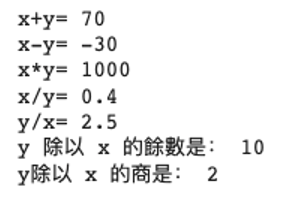 x+y= 70
x-y= -30
x*y= 1000
x/y= 0.4
y/x= 2.5
y 除以 x 的餘數是： 10
y除以 x 的商是： 2